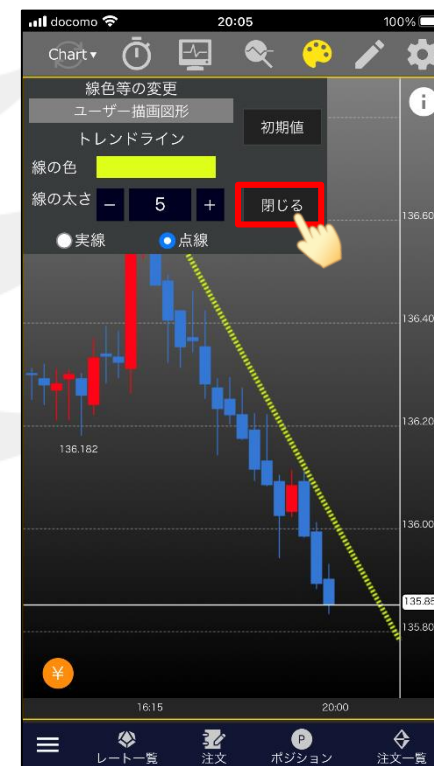 docomo 20:05 100%
Chart▾
線色等の変更
ユーザー描画図形
初期値
トレンドライン
線の色
線の太さ － 5 ＋ 閉じる
実線 点線
136.60
136.40
136.20
136.182
136.00
135.86
135.80
¥
16:15 20:00
レート一覧 注文 P ポジション 注文一覧